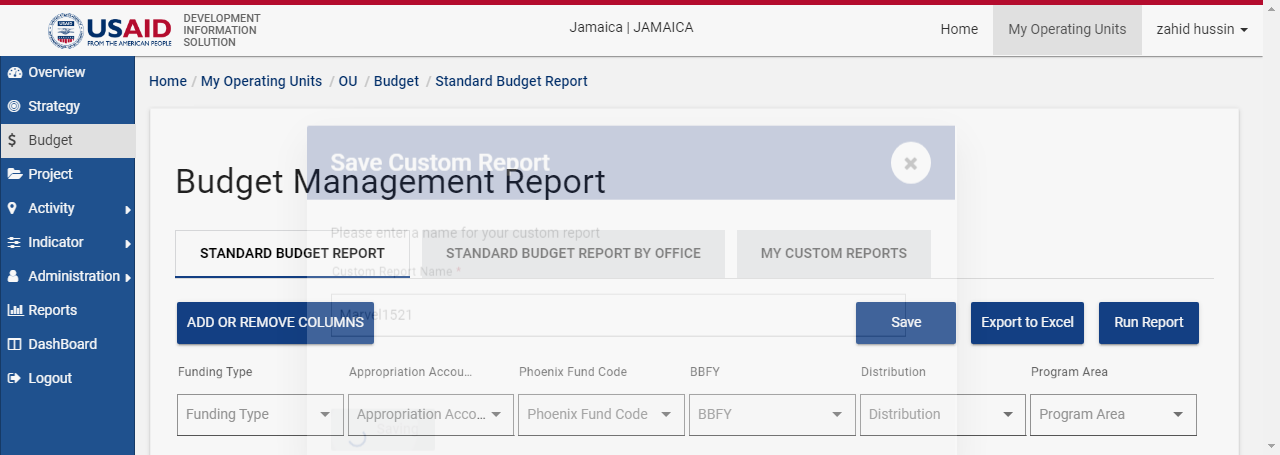 USAID
FROM THE AMERICAN PEOPLE
DEVELOPMENT
INFORMATION
SOLUTION
Jamaica | JAMAICA
Home
My Operating Units
zahid hussin
Overview
Strategy
Budget
Project
Activity
Indicator
Administration
Reports
DashBoard
Logout
Home / My Operating Units / OU / Budget / Standard Budget Report
Save Custom Report
Budget Management Report
Please enter a name for your custom report
STANDARD BUDGET REPORT
STANDARD BUDGET REPORT BY OFFICE
MY CUSTOM REPORTS
Custom Report Name *
Marvel1521
ADD OR REMOVE COLUMNS
Save
Export to Excel
Run Report
Funding Type
Appropriation Accou...
Phoenix Fund Code
BBFY
Distribution
Program Area
Funding Type
Appropriation Acco...
Phoenix Fund Code
BBFY
Distribution
Program Area
Saving